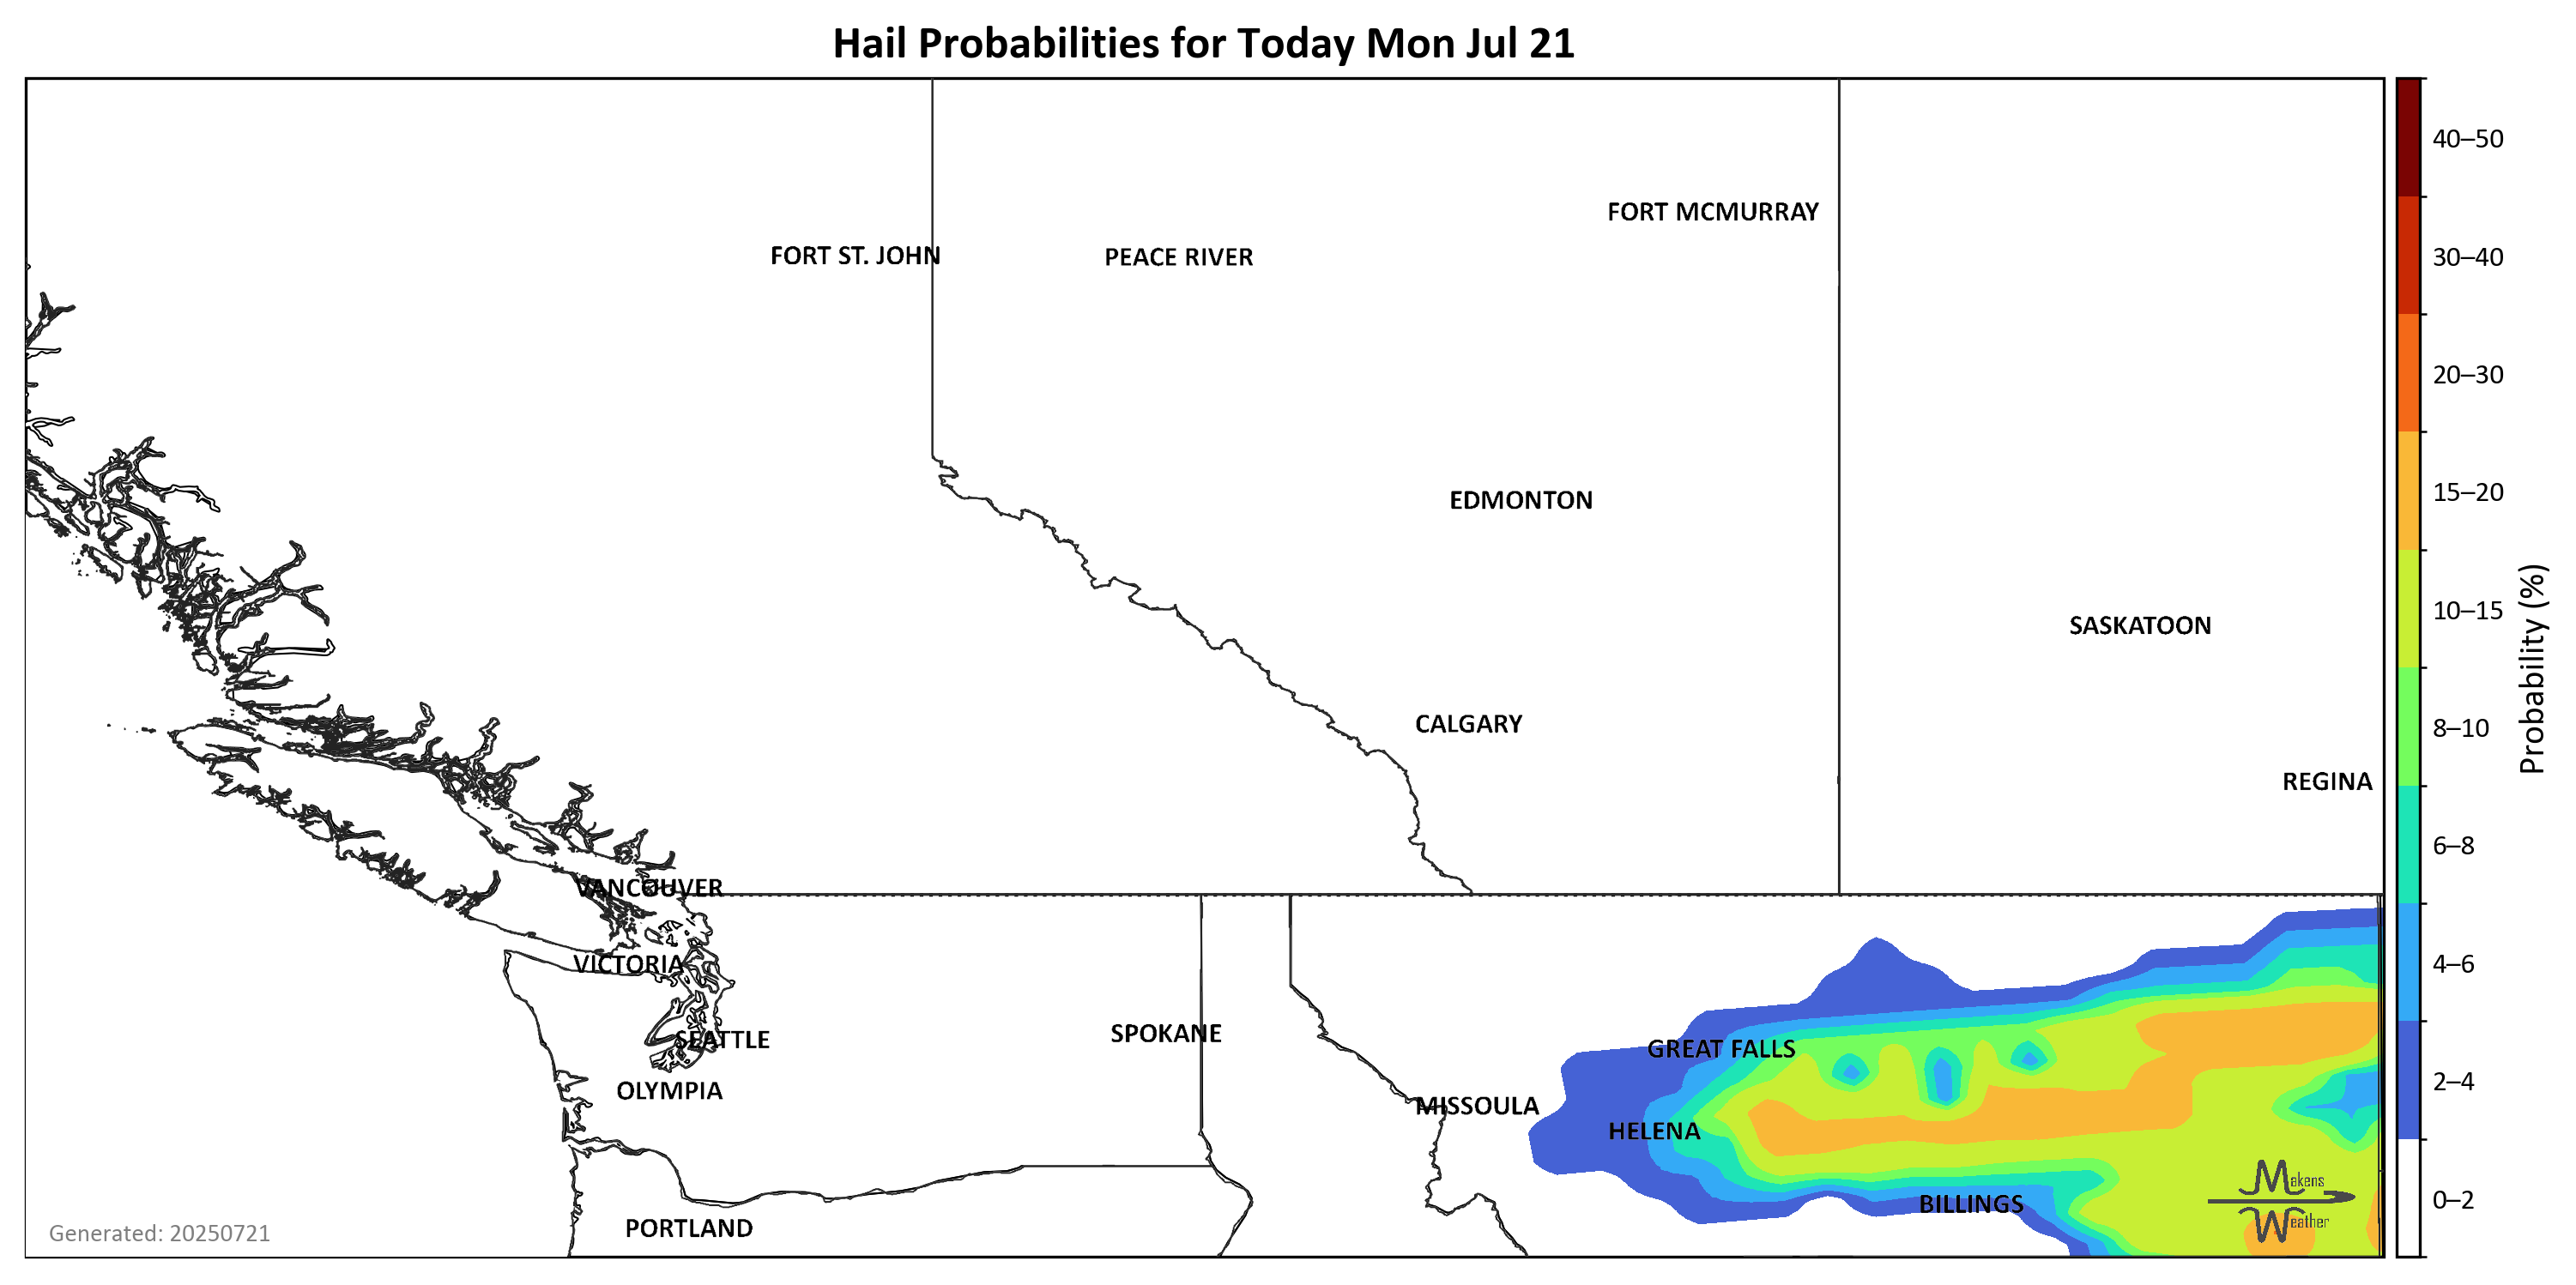 Hail Probabilities for Today Mon Jul 21
40–50
FORT MCMURRAY
FORT ST. JOHN
PEACE RIVER
30–40
20–30
EDMONTON
15–20
10–15
SASKATOON
Probability (%)
CALGARY
8–10
REGINA
6–8
VANCOUVER
VICTORIA
4–6
SEATTLE
SPOKANE
GREAT FALLS
2–4
OLYMPIA
MISSOULA
HELENA
Makens
Weather
BILLINGS
0–2
PORTLAND
Generated: 20250721